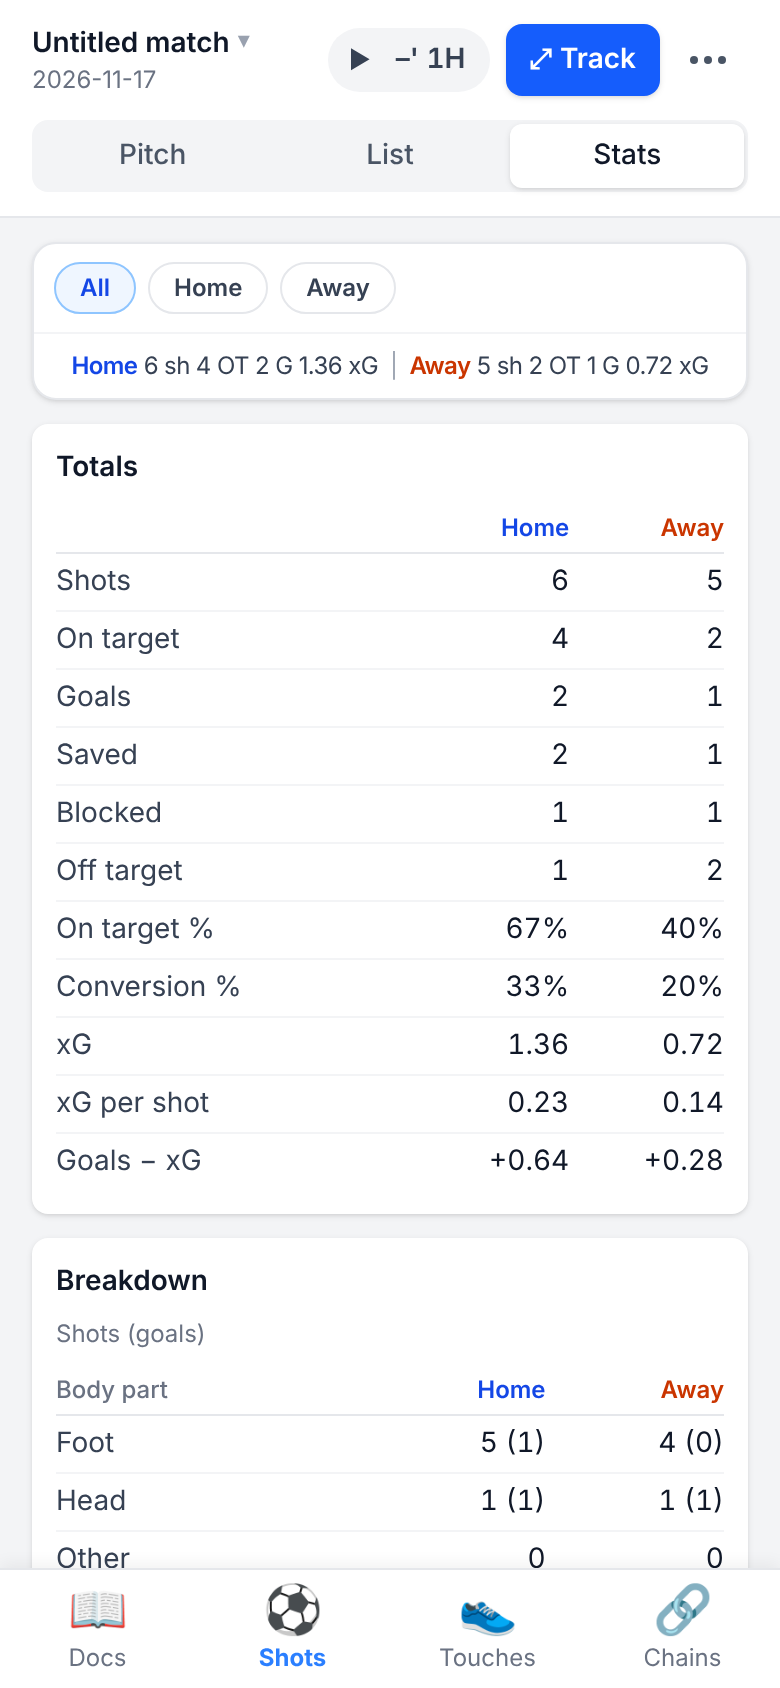 Untitled match ▾
2026-11-17
▶ –' 1H
⤢ Track
•••
Pitch List Stats
All Home Away
Home 6 sh 4 OT 2 G 1.36 xG | Away 5 sh 2 OT 1 G 0.72 xG
Totals
Home Away
Shots 6 5
On target 4 2
Goals 2 1
Saved 2 1
Blocked 1 1
Off target 1 2
On target % 67% 40%
Conversion % 33% 20%
xG 1.36 0.72
xG per shot 0.23 0.14
Goals − xG +0.64 +0.28
Breakdown
Shots (goals)
Body part Home Away
Foot 5 (1) 4 (0)
Head 1 (1) 1 (1)
Other 0 0
Docs Shots Touches Chains